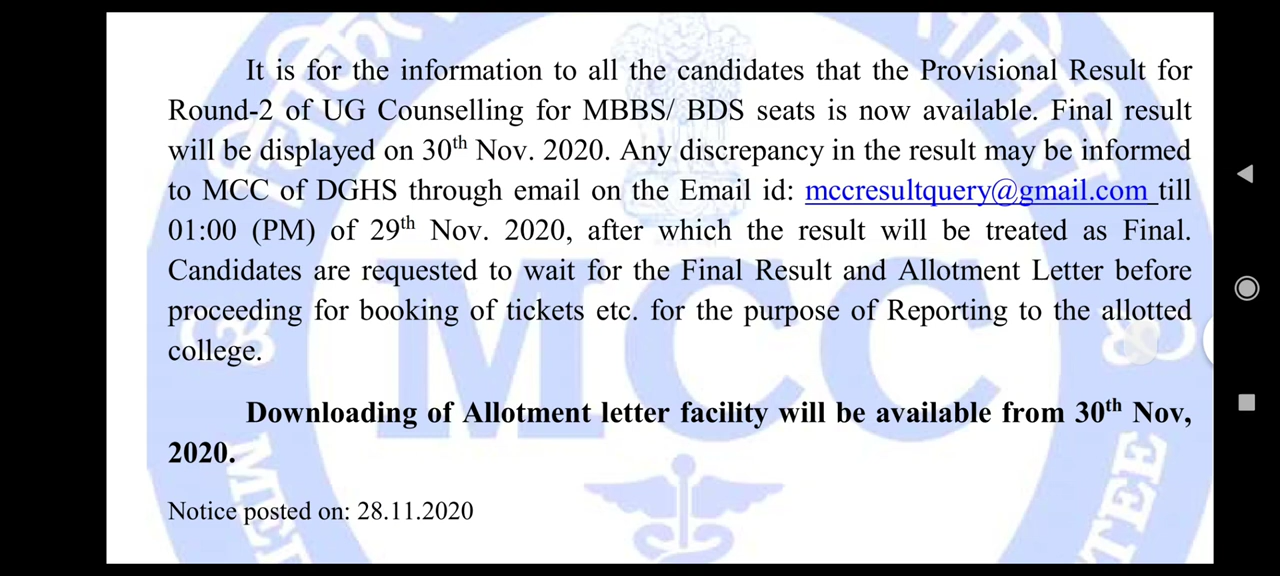 It is for the information to all the candidates that the Provisional Result for
Round-2 of UG Counselling for MBBS/ BDS seats is now available. Final result
will be displayed on 30th Nov. 2020. Any discrepancy in the result may be informed
to MCC of DGHS through email on the Email id: mccresultquery@gmail.com till
01:00 (PM) of 29th Nov. 2020, after which the result will be treated as Final.
Candidates are requested to wait for the Final Result and Allotment Letter before
proceeding for booking of tickets etc. for the purpose of Reporting to the allotted
college.
MCC
Downloading of Allotment letter facility will be available from 30th Nov,
2020.
Notice posted on: 28.11.2020